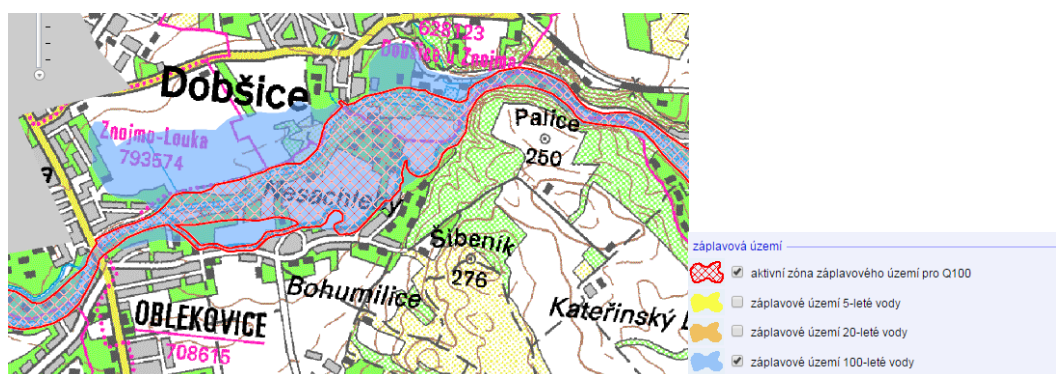 628123
Dobšice u Znojma
Dobšice
Znojmo-Louka
793574
Palice
250
Nesachleby
Šibeník
276
Bohumilice
Kateřinský
OBLEKOVICE
708615
záplavová území
aktivní zóna záplavového území pro Q100
záplavové území 5-leté vody
záplavové území 20-leté vody
záplavové území 100-leté vody